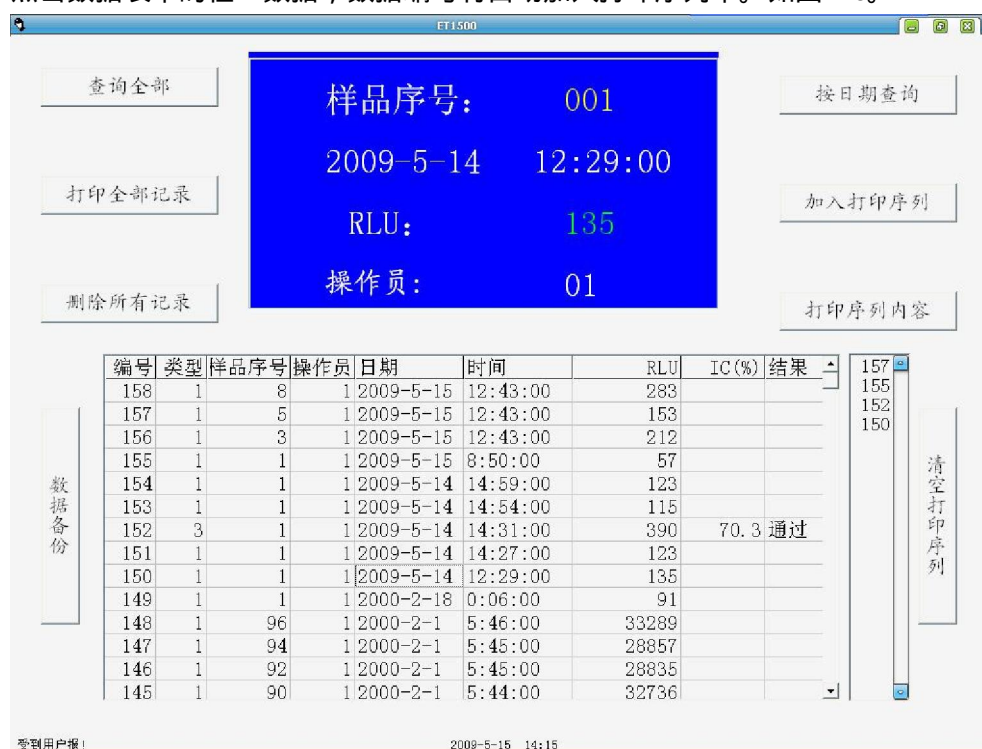 ET1500
查询全部
样品序号: 001
按日期查询
2009-5-14 12:29:00
打印全部记录
加入打印序列
RLU: 135
操作员: 01
删除所有记录
打印序列内容
编号 类型 样品序号 操作员 日期 时间 RLU IC(%) 结果
158 1 8 1 2009-5-15 12:43:00 283
157 1 5 1 2009-5-15 12:43:00 153
156 1 3 1 2009-5-15 12:43:00 212
155 1 1 1 2009-5-15 8:50:00 57
154 1 1 1 2009-5-14 14:59:00 123
153 1 1 1 2009-5-14 14:54:00 115
152 3 1 1 2009-5-14 14:31:00 390 70.3 通过
151 1 1 1 2009-5-14 14:27:00 123
150 1 1 1 2009-5-14 12:29:00 135
149 1 1 1 2000-2-18 0:06:00 91
148 1 96 1 2000-2-1 5:46:00 33289
147 1 94 1 2000-2-1 5:45:00 28857
146 1 92 1 2000-2-1 5:45:00 28835
145 1 90 1 2000-2-1 5:44:00 32736
157
155
152
150
数据备份
清空打印序列
受到用户报!
2009-5-15 14:15